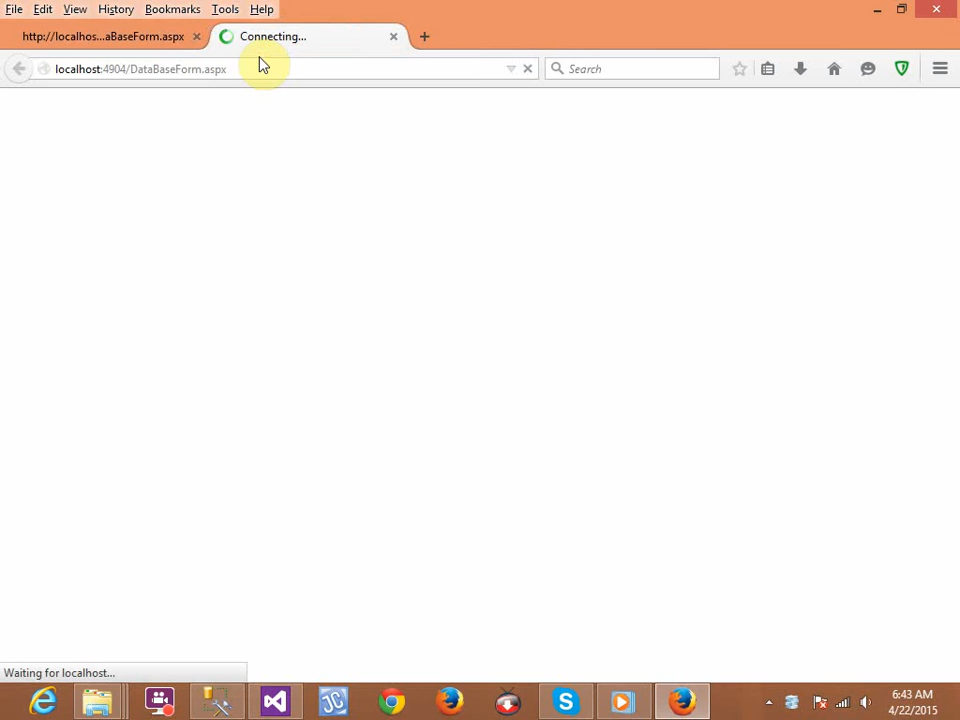 File Edit View History Bookmarks Tools Help
http://localhos...aBaseForm.aspx × Connecting... × +
localhost:4904/DataBaseForm.aspx Search
Waiting for localhost...
JC S 6:43 AM
4/22/2015